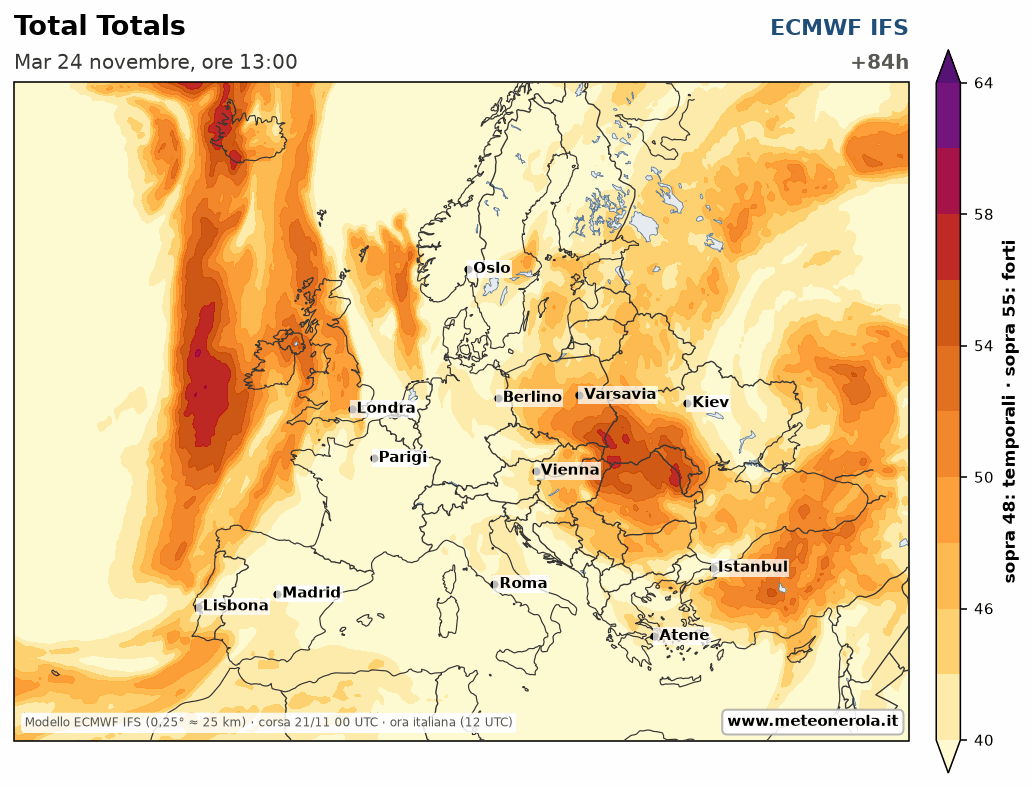 Total Totals
ECMWF IFS
Mar 24 novembre, ore 13:00
+84h
64
58
54
50
46
40
sopra 48: temporali · sopra 55: forti
Oslo
Berlino
Varsavia
Kiev
Londra
Parigi
Vienna
Istanbul
Roma
Madrid
Lisbona
Atene
Modello ECMWF IFS (0,25° ≈ 25 km) · corsa 21/11 00 UTC · ora italiana (12 UTC)
www.meteonerola.it